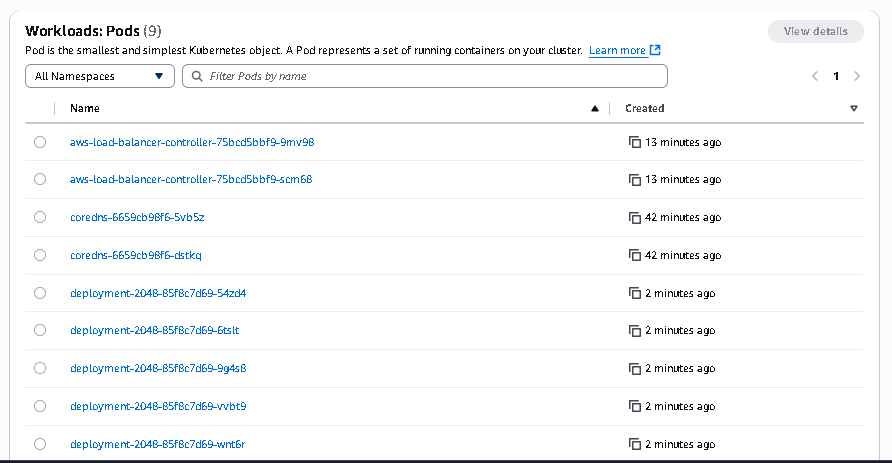 Workloads: Pods (9)
View details
Pod is the smallest and simplest Kubernetes object. A Pod represents a set of running containers on your cluster. Learn more
All Namespaces
Filter Pods by name
1
Name
Created
aws-load-balancer-controller-75bcd5bbf9-9mv98
13 minutes ago
aws-load-balancer-controller-75bcd5bbf9-scm68
13 minutes ago
coredns-6659cb98f6-5vb5z
42 minutes ago
coredns-6659cb98f6-dstkq
42 minutes ago
deployment-2048-85f8c7d69-54zd4
2 minutes ago
deployment-2048-85f8c7d69-6tslt
2 minutes ago
deployment-2048-85f8c7d69-9g4s8
2 minutes ago
deployment-2048-85f8c7d69-vvbt9
2 minutes ago
deployment-2048-85f8c7d69-wnt6r
2 minutes ago